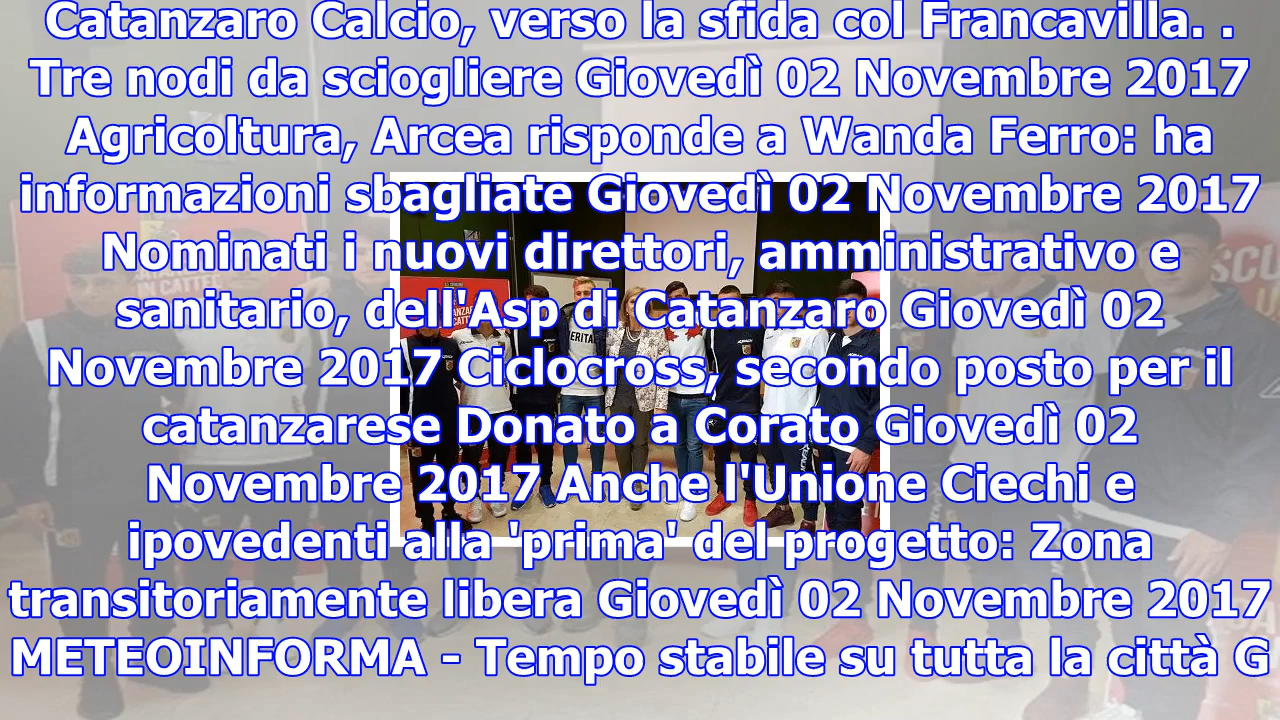 Catanzaro Calcio, verso la sfida col Francavilla. .
Tre nodi da sciogliere Giovedì 02 Novembre 2017
Agricoltura, Arcea risponde a Wanda Ferro: ha
informazioni sbagliate Giovedì 02 Novembre 2017
Nominati i nuovi direttori, amministrativo e
sanitario, dell'Asp di Catanzaro Giovedì 02
Novembre 2017 Ciclocross, secondo posto per il
catanzarese Donato a Corato Giovedì 02
Novembre 2017 Anche l'Unione Ciechi e
ipovedenti alla 'prima' del progetto: Zona
transitoriamente libera Giovedì 02 Novembre 2017
METEOINFORMA - Tempo stabile su tutta la città G